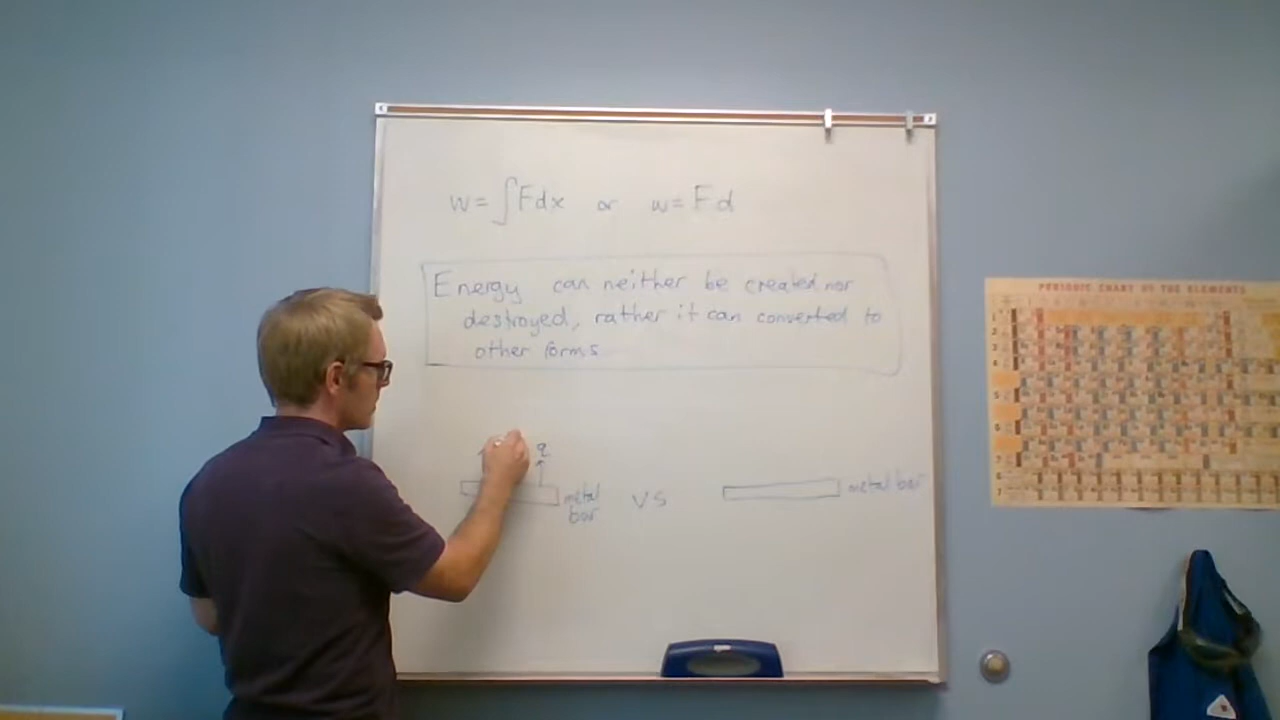 w = ∫Fdx or w = Fd
Energy can neither be created nor
destroyed, rather it can converted to
other forms
q
metal
bar
vs
metal bar
PERIODIC CHART OF THE ELEMENTS